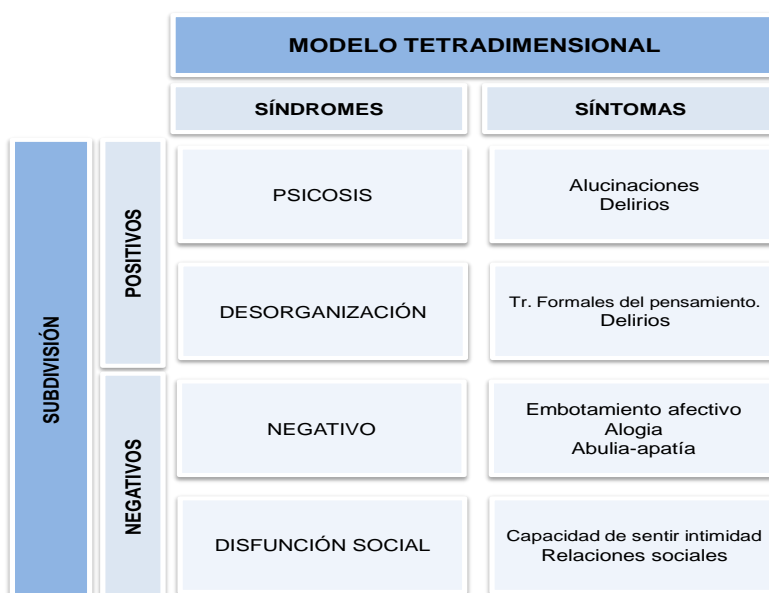 MODELO TETRADIMENSIONAL
SÍNDROMES
SÍNTOMAS
SUBDIVISIÓN
POSITIVOS
PSICOSIS
Alucinaciones
Delirios
DESORGANIZACIÓN
Tr. Formales del pensamiento.
Delirios
NEGATIVOS
NEGATIVO
Embotamiento afectivo
Alogia
Abulia-apatía
DISFUNCIÓN SOCIAL
Capacidad de sentir intimidad
Relaciones sociales